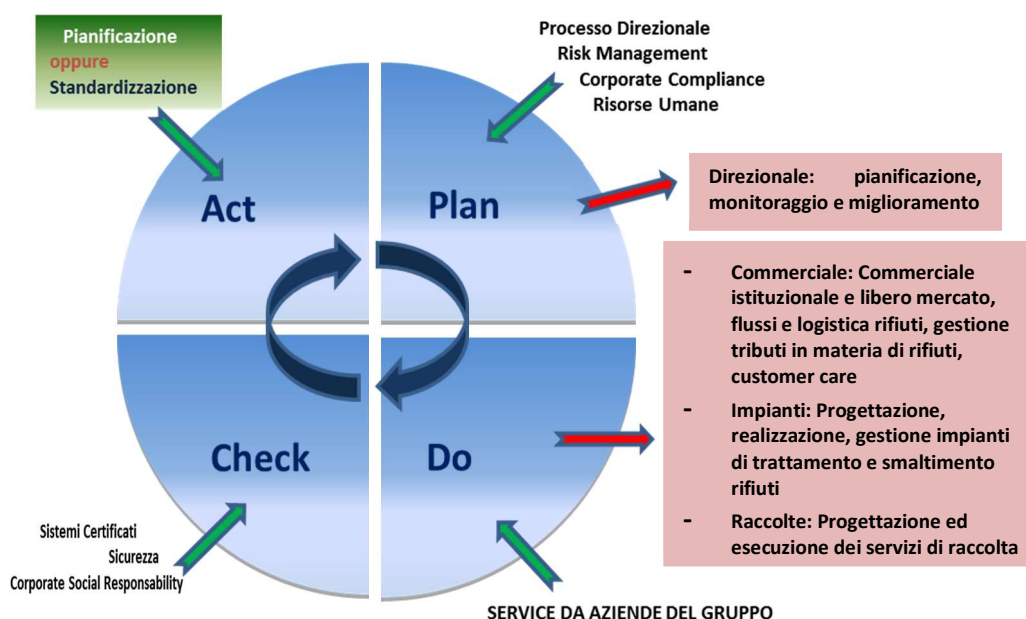 Pianificazione
oppure
Standardizzazione
Processo Direzionale
Risk Management
Corporate Compliance
Risorse Umane
Act
Plan
Direzionale: pianificazione,
monitoraggio e miglioramento
- Commerciale: Commerciale
istituzionale e libero mercato,
flussi e logistica rifiuti, gestione
tributi in materia di rifiuti,
customer care
- Impianti: Progettazione,
realizzazione, gestione impianti
di trattamento e smaltimento
rifiuti
- Raccolte: Progettazione ed
esecuzione dei servizi di raccolta
Check
Do
Sistemi Certificati
Sicurezza
Corporate Social Responsability
SERVICE DA AZIENDE DEL GRUPPO